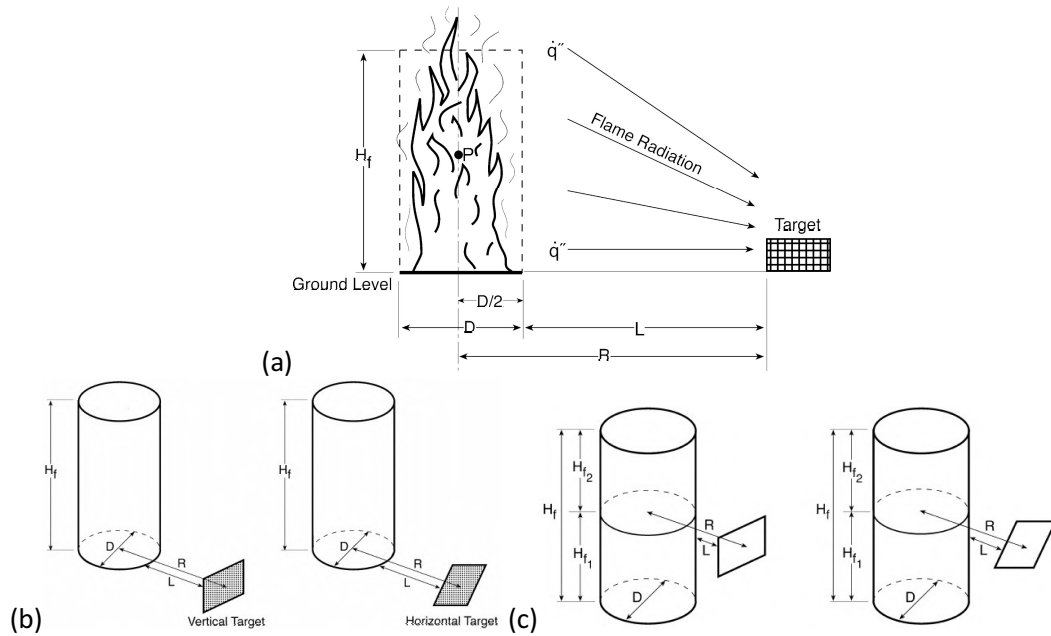 q̇″
Flame Radiation
H_f
P
Target
q̇″
Ground Level
D/2
D
L
R
(a)
H_f
D
R
L
Vertical Target
H_f
D
R
L
Horizontal Target
(b)
H_f
H_f2
H_f1
R
L
D
H_f
H_f2
H_f1
R
L
D
(c)